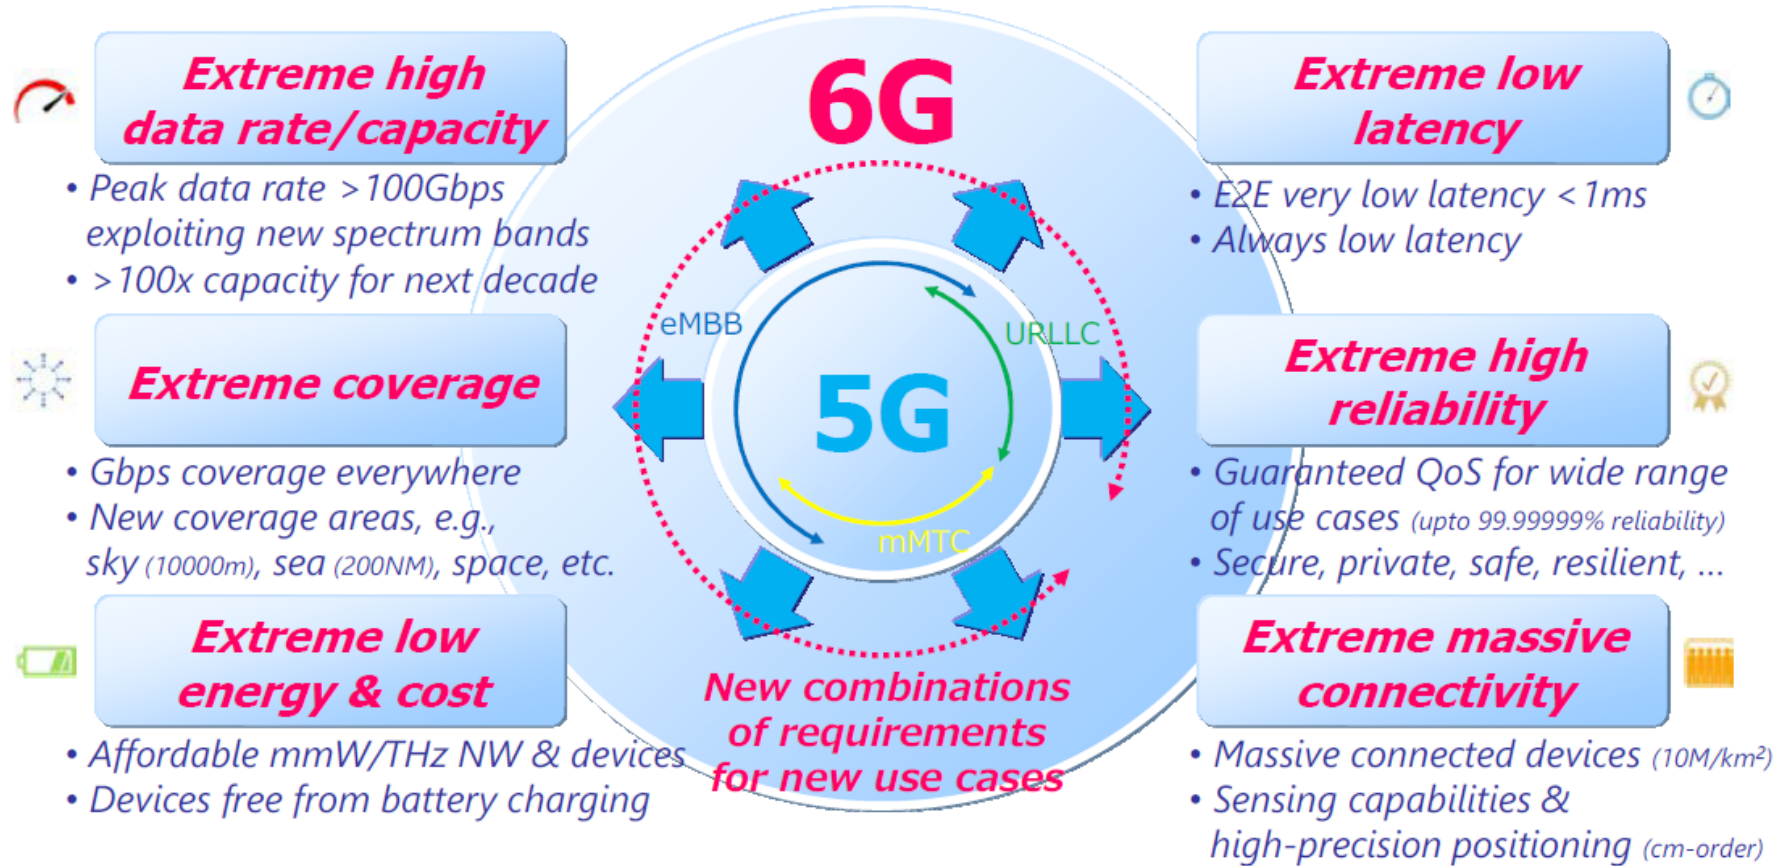 Extreme high
data rate/capacity
• Peak data rate >100Gbps
exploiting new spectrum bands
• >100x capacity for next decade
Extreme coverage
• Gbps coverage everywhere
• New coverage areas, e.g.,
sky (10000m), sea (200NM), space, etc.
Extreme low
energy & cost
• Affordable mmW/THz NW & devices
• Devices free from battery charging
6G
eMBB
URLLC
5G
mMTC
New combinations
of requirements
for new use cases
Extreme low
latency
• E2E very low latency <1ms
• Always low latency
Extreme high
reliability
• Guaranteed QoS for wide range
of use cases (upto 99.99999% reliability)
• Secure, private, safe, resilient, ...
Extreme massive
connectivity
• Massive connected devices (10M/km²)
• Sensing capabilities &
high-precision positioning (cm-order)